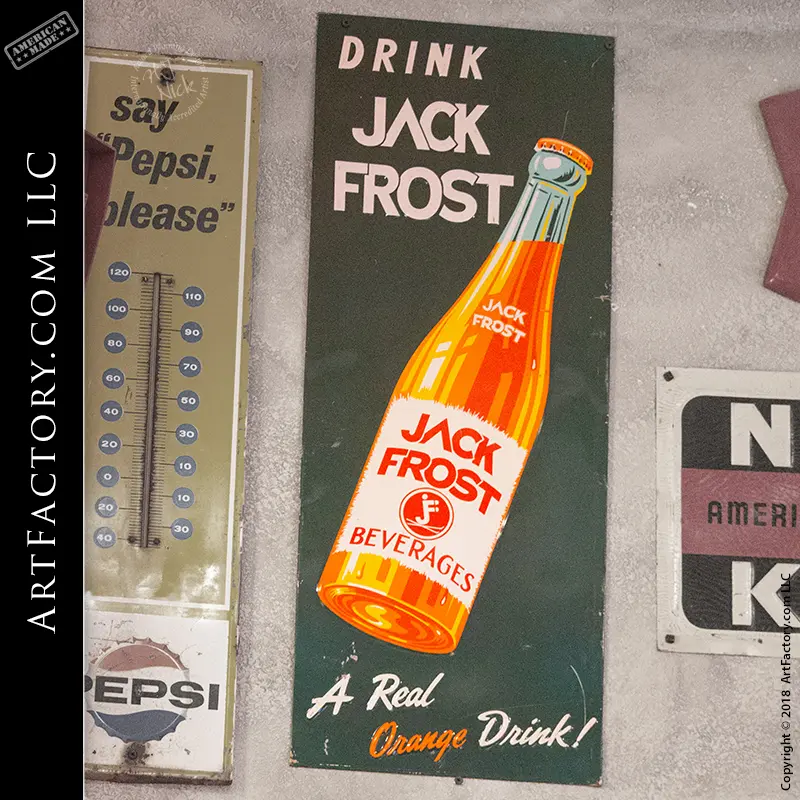 AMERICAN
MADE
ARTFACTORY.COM LLC
say
"Pepsi,
please"
120
110
100
90
80
70
60
50
40
30
20
10
0
10
20
30
40
PEPSI
DRINK
JACK
FROST
JACK
FROST
JACK
FROST
JF
BEVERAGES
A Real
Orange Drink!
N
AMERI
K
Copyright © 2018 ArtFactory.com LLC